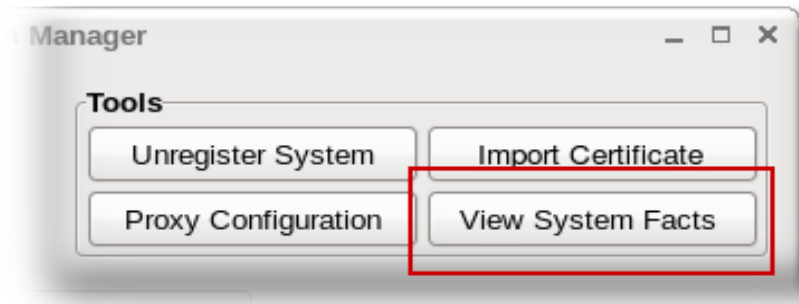 Manager
Tools
Unregister System
Import Certificate
Proxy Configuration
View System Facts